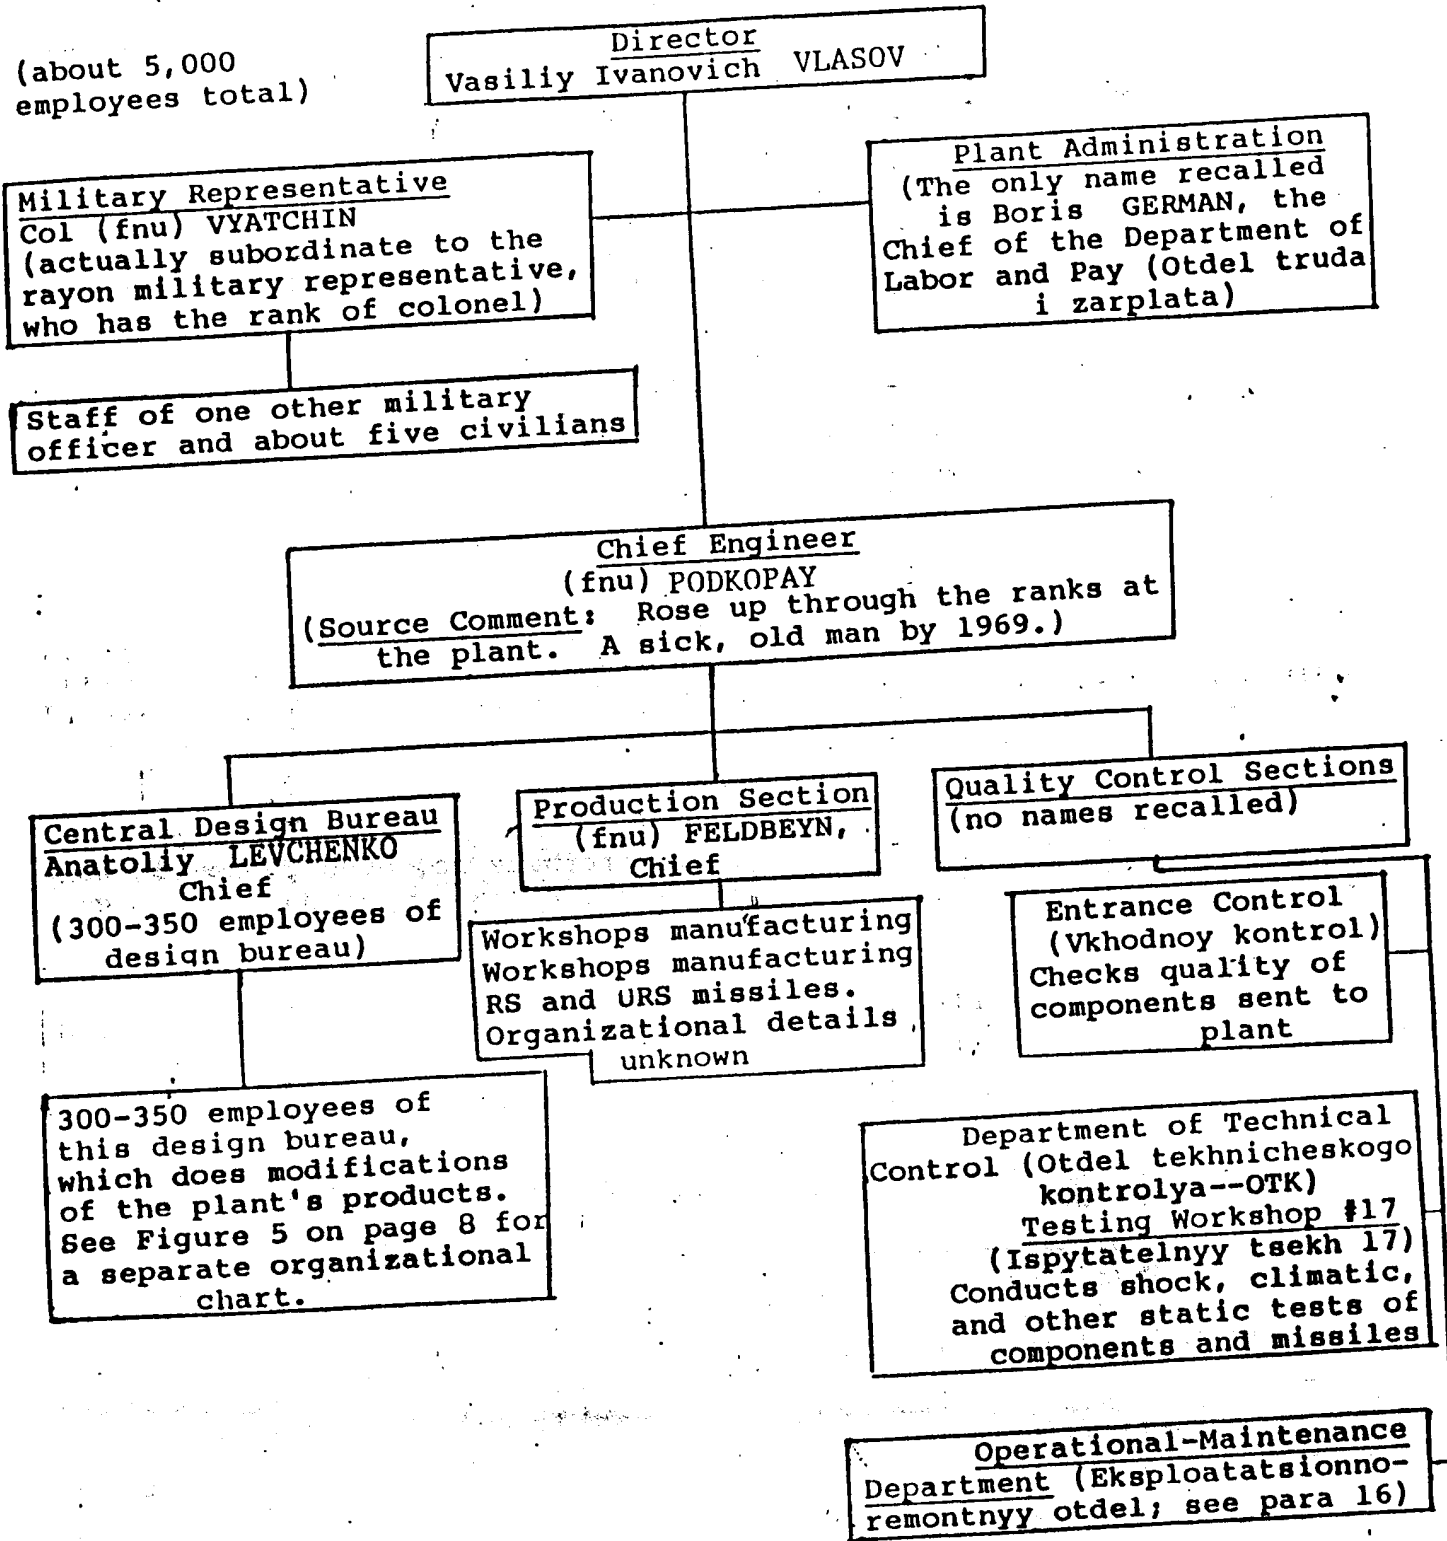 (about 5,000
employees total)
Director
Vasiliy Ivanovich VLASOV
Military Representative
Col (fnu) VYATCHIN
(actually subordinate to the
rayon military representative,
who has the rank of colonel)
Plant Administration
(The only name recalled
is Boris GERMAN, the
Chief of the Department of
Labor and Pay (Otdel truda
i zarplata)
Staff of one other military
officer and about five civilians
Chief Engineer
(fnu) PODKOPAY
(Source Comment: Rose up through the ranks at
the plant. A sick, old man by 1969.)
Central Design Bureau
Anatoliy LEVCHENKO
Chief
(300-350 employees of
design bureau)
Production Section
(fnu) FELDBEYN,
Chief
Quality Control Sections
(no names recalled)
Workshops manufacturing
Workshops manufacturing
RS and URS missiles.
Organizational details
unknown
Entrance Control
(Vkhodnoy kontrol)
Checks quality of
components sent to
plant
300-350 employees of
this design bureau,
which does modifications
of the plant's products.
See Figure 5 on page 8 for
a separate organizational
chart.
Department of Technical
Control (Otdel tekhnicheskogo
kontrolya--OTK)
Testing Workshop #17
(Ispytatelnyy tsekh 17)
Conducts shock, climatic,
and other static tests of
components and missiles
Operational-Maintenance
Department (Eksploatatsionno-
remontnyy otdel; see para 16)